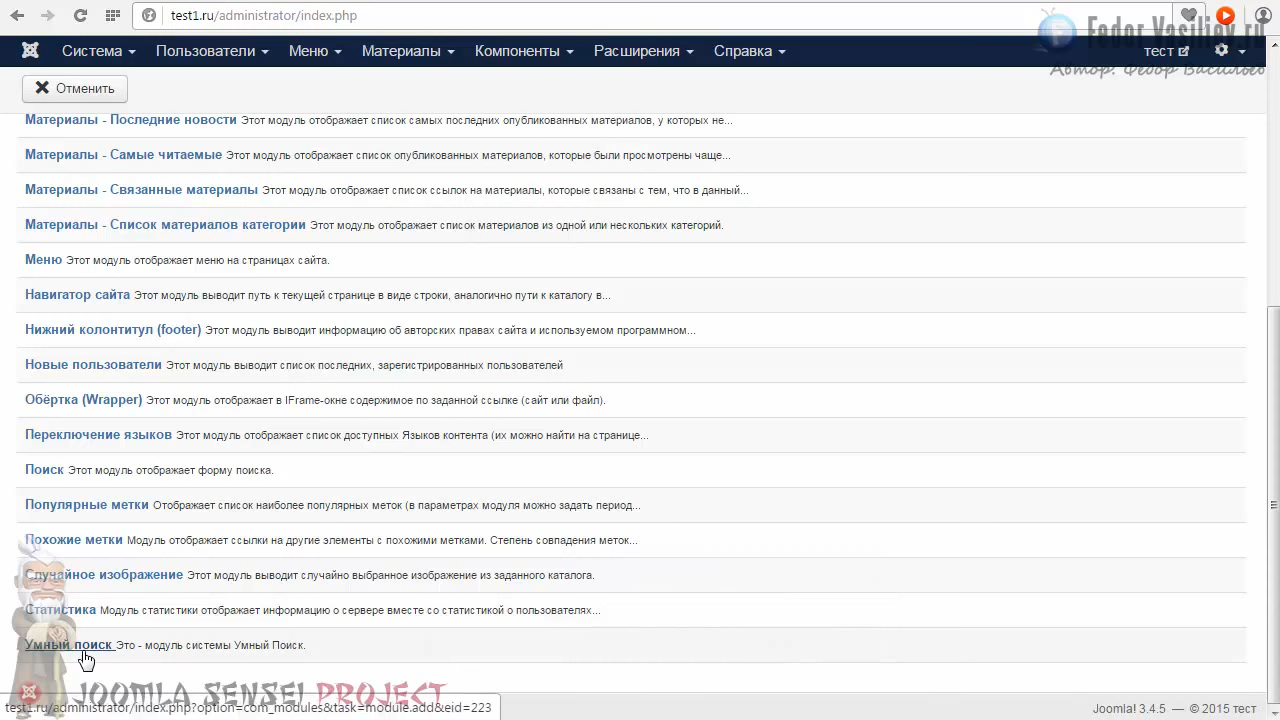 test1.ru/administrator/index.php
Fedor Vasiliev.ru
Система Пользователи Меню Материалы Компоненты Расширения Справка тест
Автор: Федор Васильев
Отменить
Материалы - Последние новости Этот модуль отображает список самых последних опубликованных материалов, у которых не...
Материалы - Самые читаемые Этот модуль отображает список опубликованных материалов, которые были просмотрены чаще...
Материалы - Связанные материалы Этот модуль отображает список ссылок на материалы, которые связаны с тем, что в данный...
Материалы - Список материалов категории Этот модуль отображает список материалов из одной или нескольких категорий.
Меню Этот модуль отображает меню на страницах сайта.
Навигатор сайта Этот модуль выводит путь к текущей странице в виде строки, аналогично пути к каталогу в...
Нижний колонтитул (footer) Этот модуль выводит информацию об авторских правах сайта и используемом программном...
Новые пользователи Этот модуль выводит список последних, зарегистрированных пользователей
Обёртка (Wrapper) Этот модуль отображает в IFrame-окне содержимое по заданной ссылке (сайт или файл).
Переключение языков Этот модуль отображает список доступных Языков контента (их можно найти на странице...
Поиск Этот модуль отображает форму поиска.
Популярные метки Отображает список наиболее популярных меток (в параметрах модуля можно задать период...
Похожие метки Модуль отображает ссылки на другие элементы с похожими метками. Степень совпадения меток...
Случайное изображение Этот модуль выводит случайно выбранное изображение из заданного каталога.
Статистика Модуль статистики отображает информацию о сервере вместе со статистикой о пользователях...
Умный поиск Это - модуль системы Умный Поиск.
JOOMLA SENSEI PROJECT
test1.ru/administrator/index.php?option=com_modules&task=module.add&eid=223
Joomla! 3.4.5 — © 2015 тест